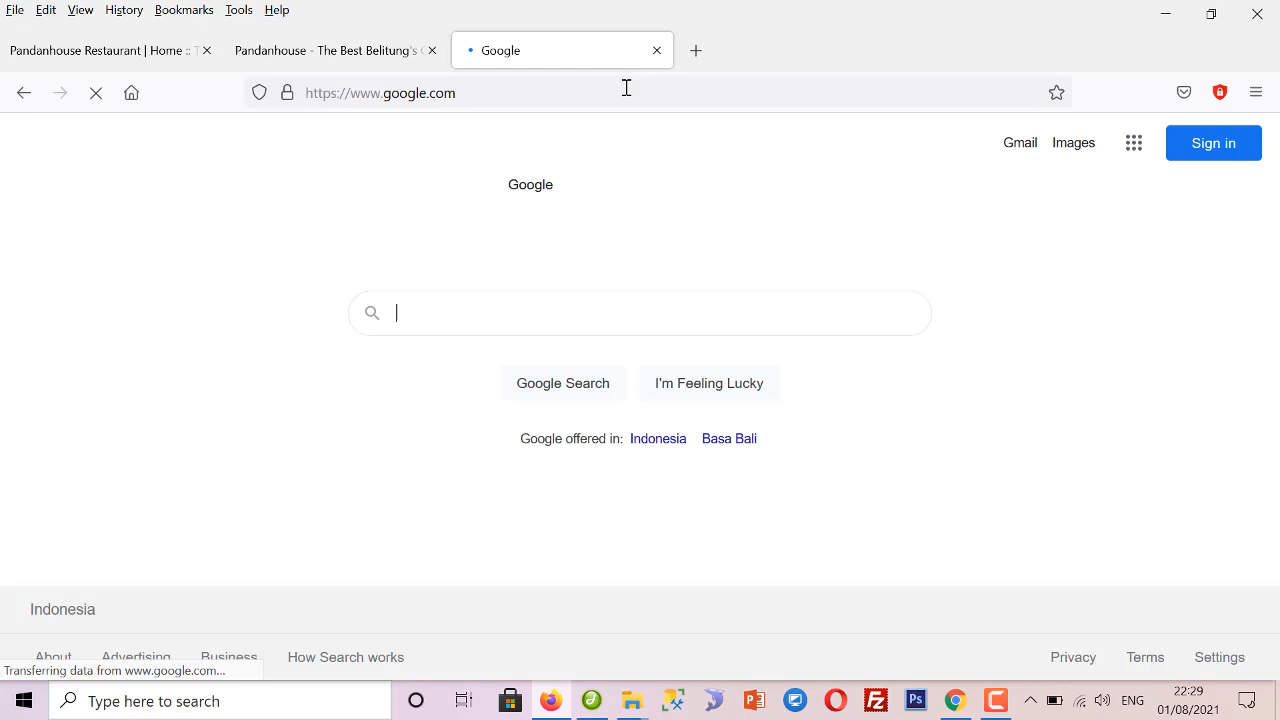 File Edit View History Bookmarks Tools Help
Pandanhouse Restaurant | Home :: T
Pandanhouse - The Best Belitung's
Google
https://www.google.com
Gmail Images Sign in
Google
Google Search I'm Feeling Lucky
Google offered in: Indonesia Basa Bali
Indonesia
About Advertising Business How Search works Privacy Terms Settings
Transferring data from www.google.com...
Type here to search
ENG
22:29
01/08/2021